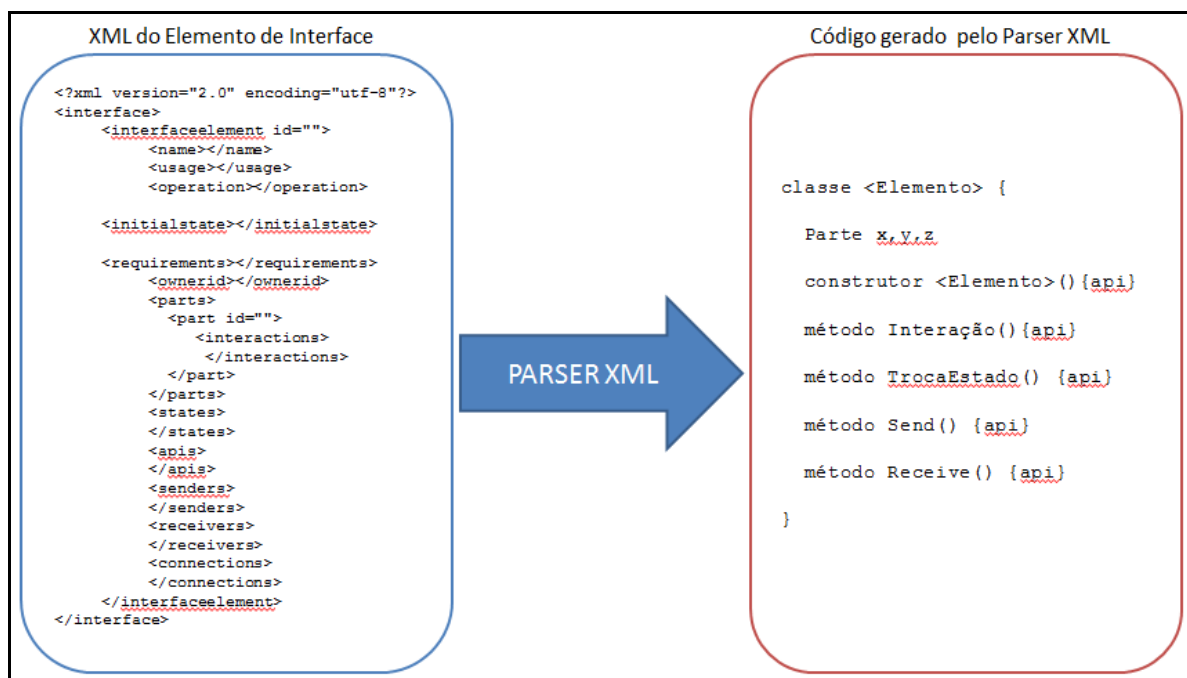 XML do Elemento de Interface
<?xml version="2.0" encoding="utf-8"?>
<interface>
<interfaceelement id="">
<name></name>
<usage></usage>
<operation></operation>
<initialstate></initialstate>
<requirements></requirements>
<ownerid></ownerid>
<parts>
<part id="">
<interactions>
</interactions>
</part>
</parts>
<states>
</states>
<apis>
</apis>
<senders>
</senders>
<receivers>
</receivers>
<connections>
</connections>
</interfaceelement>
</interface>
PARSER XML
Código gerado pelo Parser XML
classe <Elemento> {
Parte x,y,z
construtor <Elemento>(){api}
método Interação(){api}
método TrocaEstado() {api}
método Send() {api}
método Receive() {api}
}